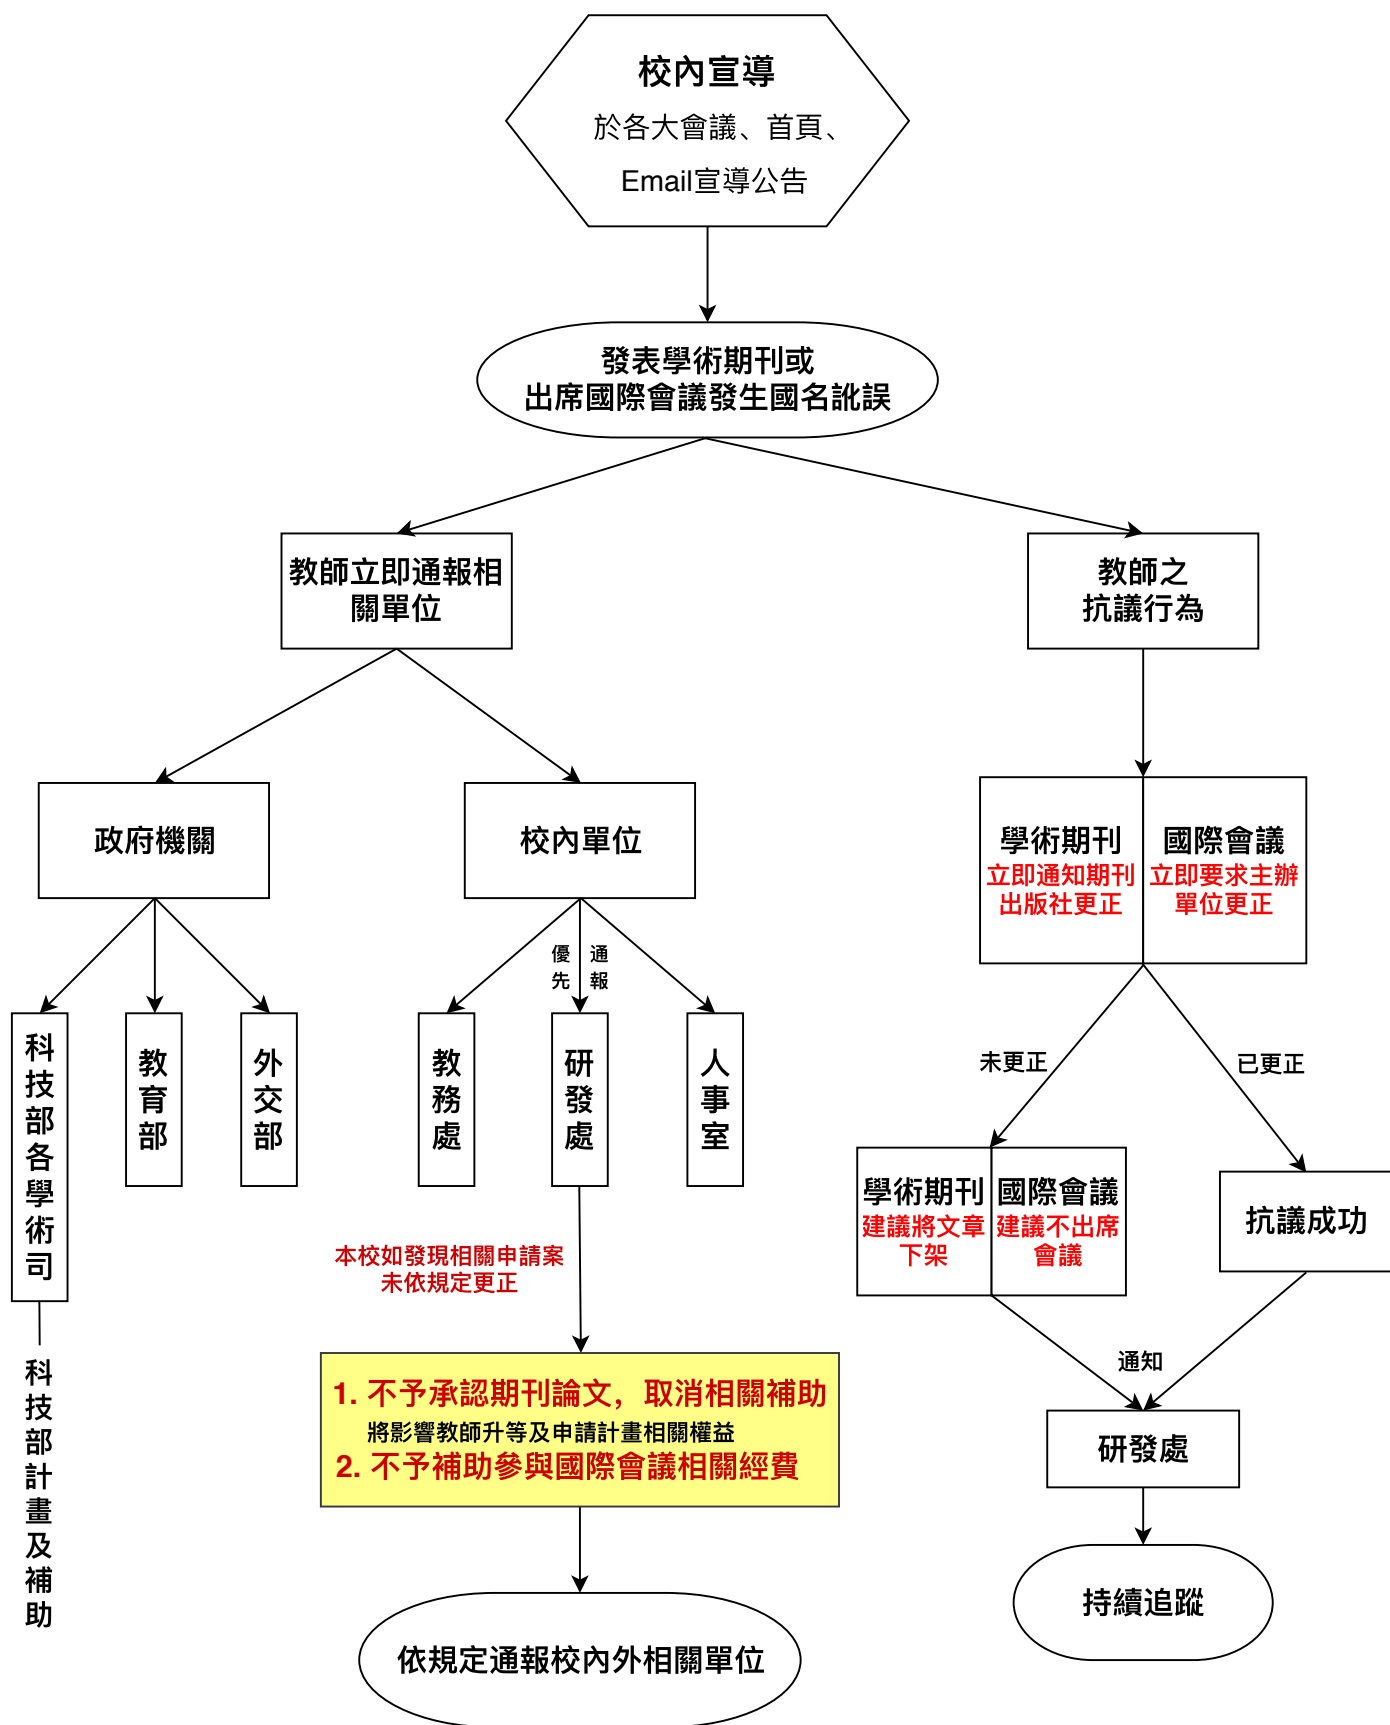 校內宣導
於各大會議、首頁、
Email宣導公告
發表學術期刊或
出席國際會議發生國名訛誤
教師立即通報相
關單位
教師之
抗議行為
政府機關
校內單位
學術期刊
立即通知期刊
出版社更正
國際會議
立即要求主辦
單位更正
優先
通報
科技部各學術司
教育部
外交部
教務處
研發處
人事室
未更正
已更正
學術期刊
建議將文章
下架
國際會議
建議不出席
會議
抗議成功
本校如發現相關申請案
未依規定更正
科技部計畫及補助
1. 不予承認期刊論文，取消相關補助
將影響教師升等及申請計畫相關權益
2. 不予補助參與國際會議相關經費
通知
研發處
持續追蹤
依規定通報校內外相關單位